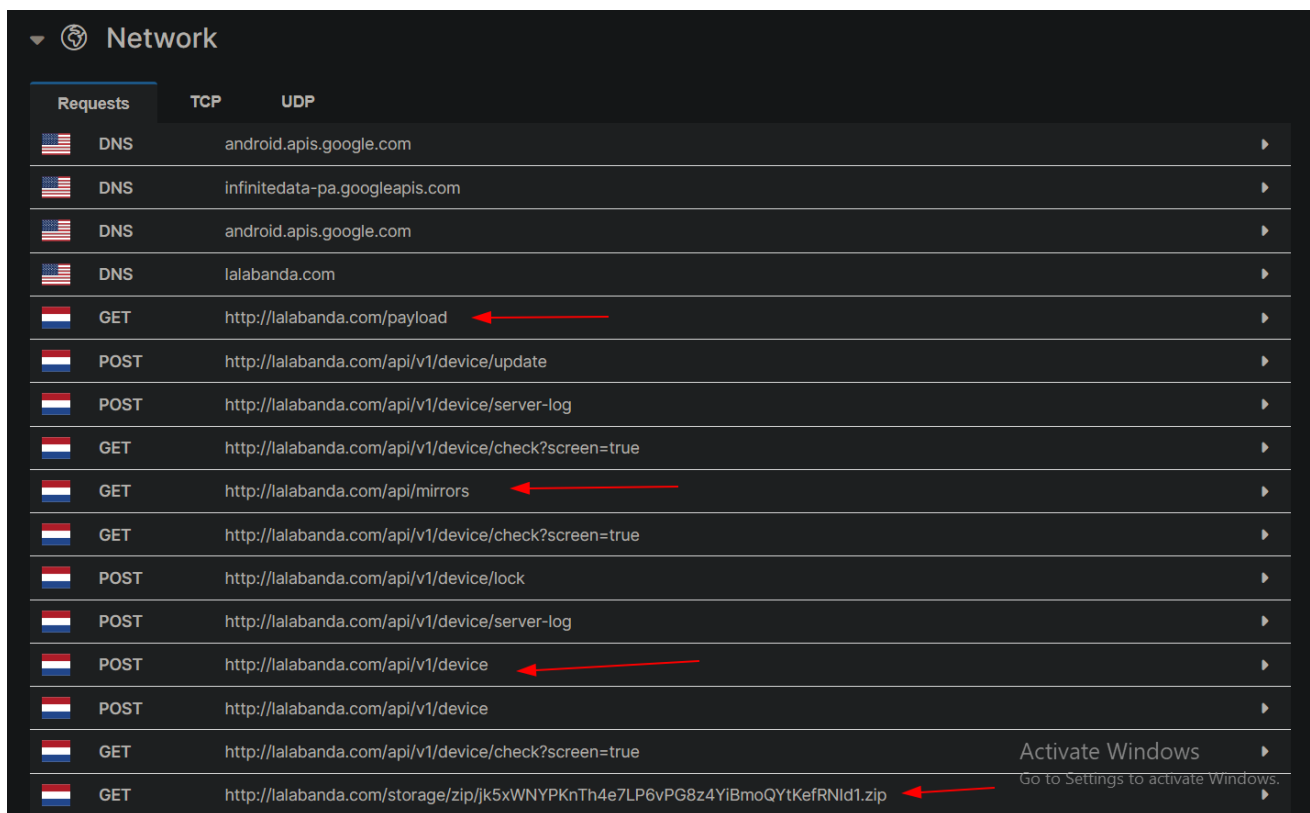 Network
Requests TCP UDP
DNS android.apis.google.com
DNS infinitedata-pa.googleapis.com
DNS android.apis.google.com
DNS lalabanda.com
GET http://lalabanda.com/payload
POST http://lalabanda.com/api/v1/device/update
POST http://lalabanda.com/api/v1/device/server-log
GET http://lalabanda.com/api/v1/device/check?screen=true
GET http://lalabanda.com/api/mirrors
GET http://lalabanda.com/api/v1/device/check?screen=true
POST http://lalabanda.com/api/v1/device/lock
POST http://lalabanda.com/api/v1/device/server-log
POST http://lalabanda.com/api/v1/device
POST http://lalabanda.com/api/v1/device
GET http://lalabanda.com/api/v1/device/check?screen=true
Activate Windows
Go to Settings to activate Windows.
GET http://lalabanda.com/storage/zip/jk5xWNYPKnTh4e7LP6vPG8z4YiBmoQYtKefRNId1.zip